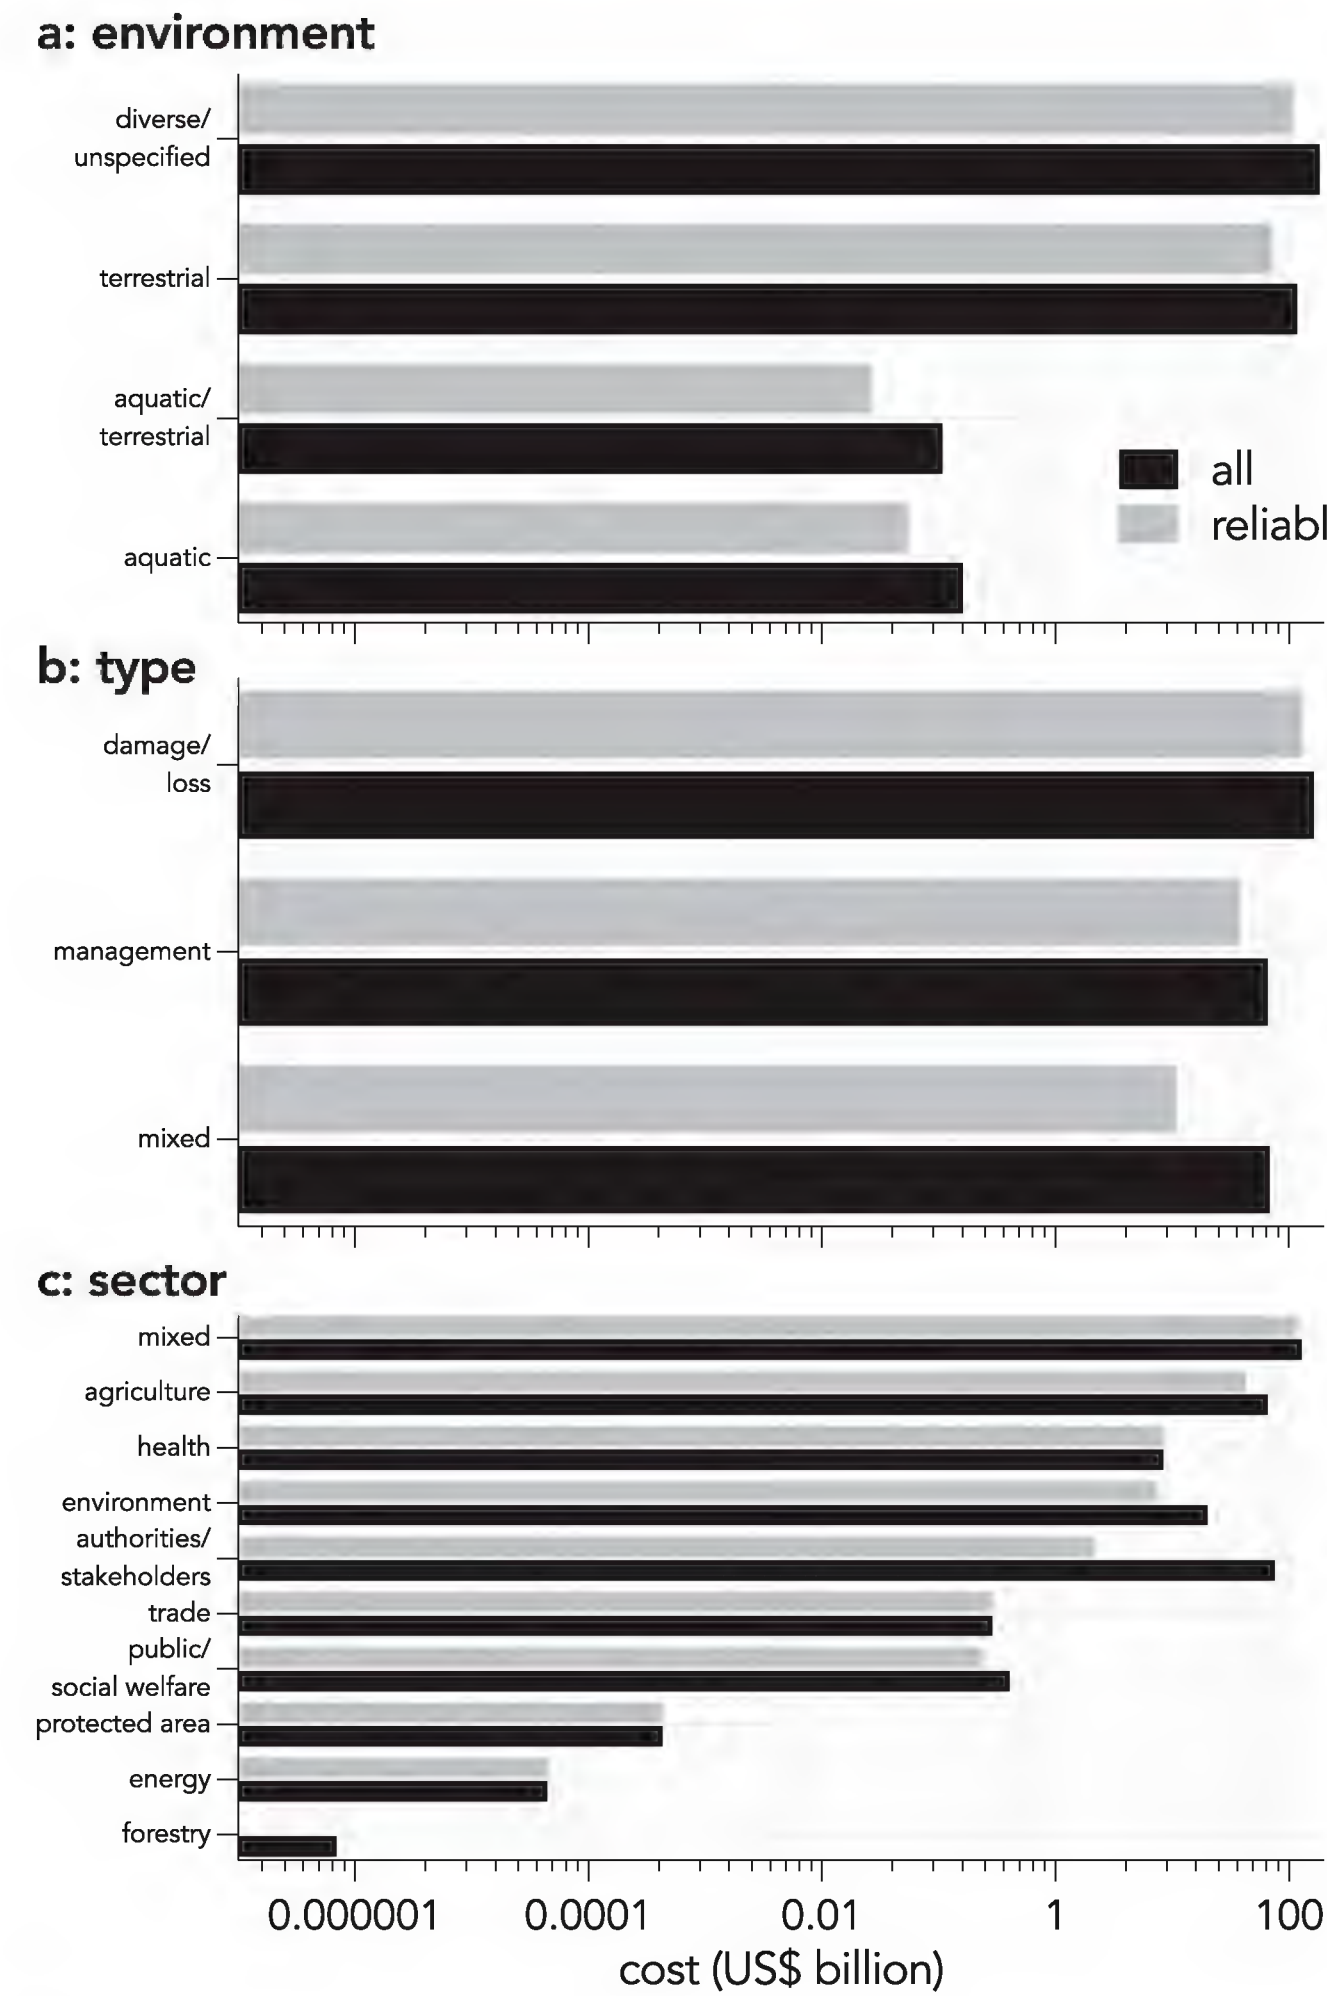 a: environment
diverse/
unspecified
terrestrial
aquatic/
terrestrial
aquatic
all
reliabl
b: type
damage/
loss
management
mixed
c: sector
mixed
agriculture
health
environment
authorities/
stakeholders
trade
public/
social welfare
protected area
energy
forestry
0.000001 0.0001 0.01 1 100
cost (US$ billion)